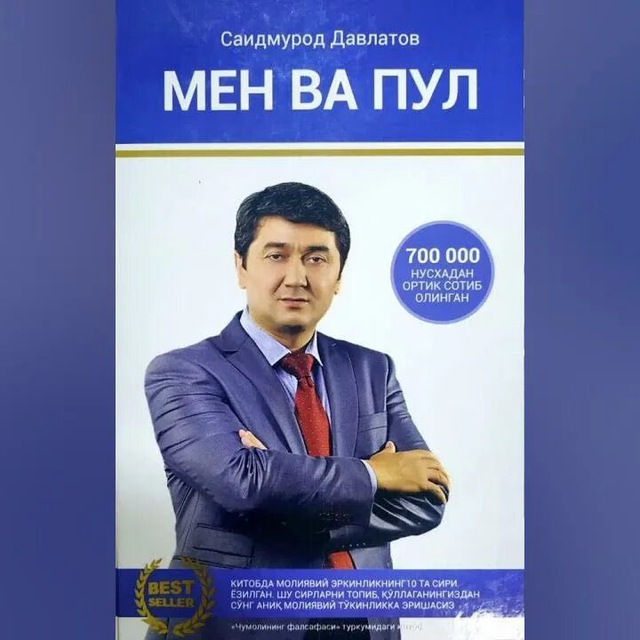 Саидмурод Давлатов
МЕН ВА ПУЛ
700 000
НУСХАДАН
ОРТИК СОТИБ
ОЛИНГАН
BEST
SELLER
КИТОБДА МОЛИЯВИЙ ЭРКИНЛИКНИНГ10 ТА СИРИ
ЁЗИЛГАН. ШУ СИРЛАРНИ ТОПИБ, ҚЎЛЛАГАНИНГИЗДАН
СЎНГ АНИҚ МОЛИЯВИЙ ТЎКИНЛИККА ЭРИШАСИЗ
«Чумолининг фалсафаси» туркумидаги